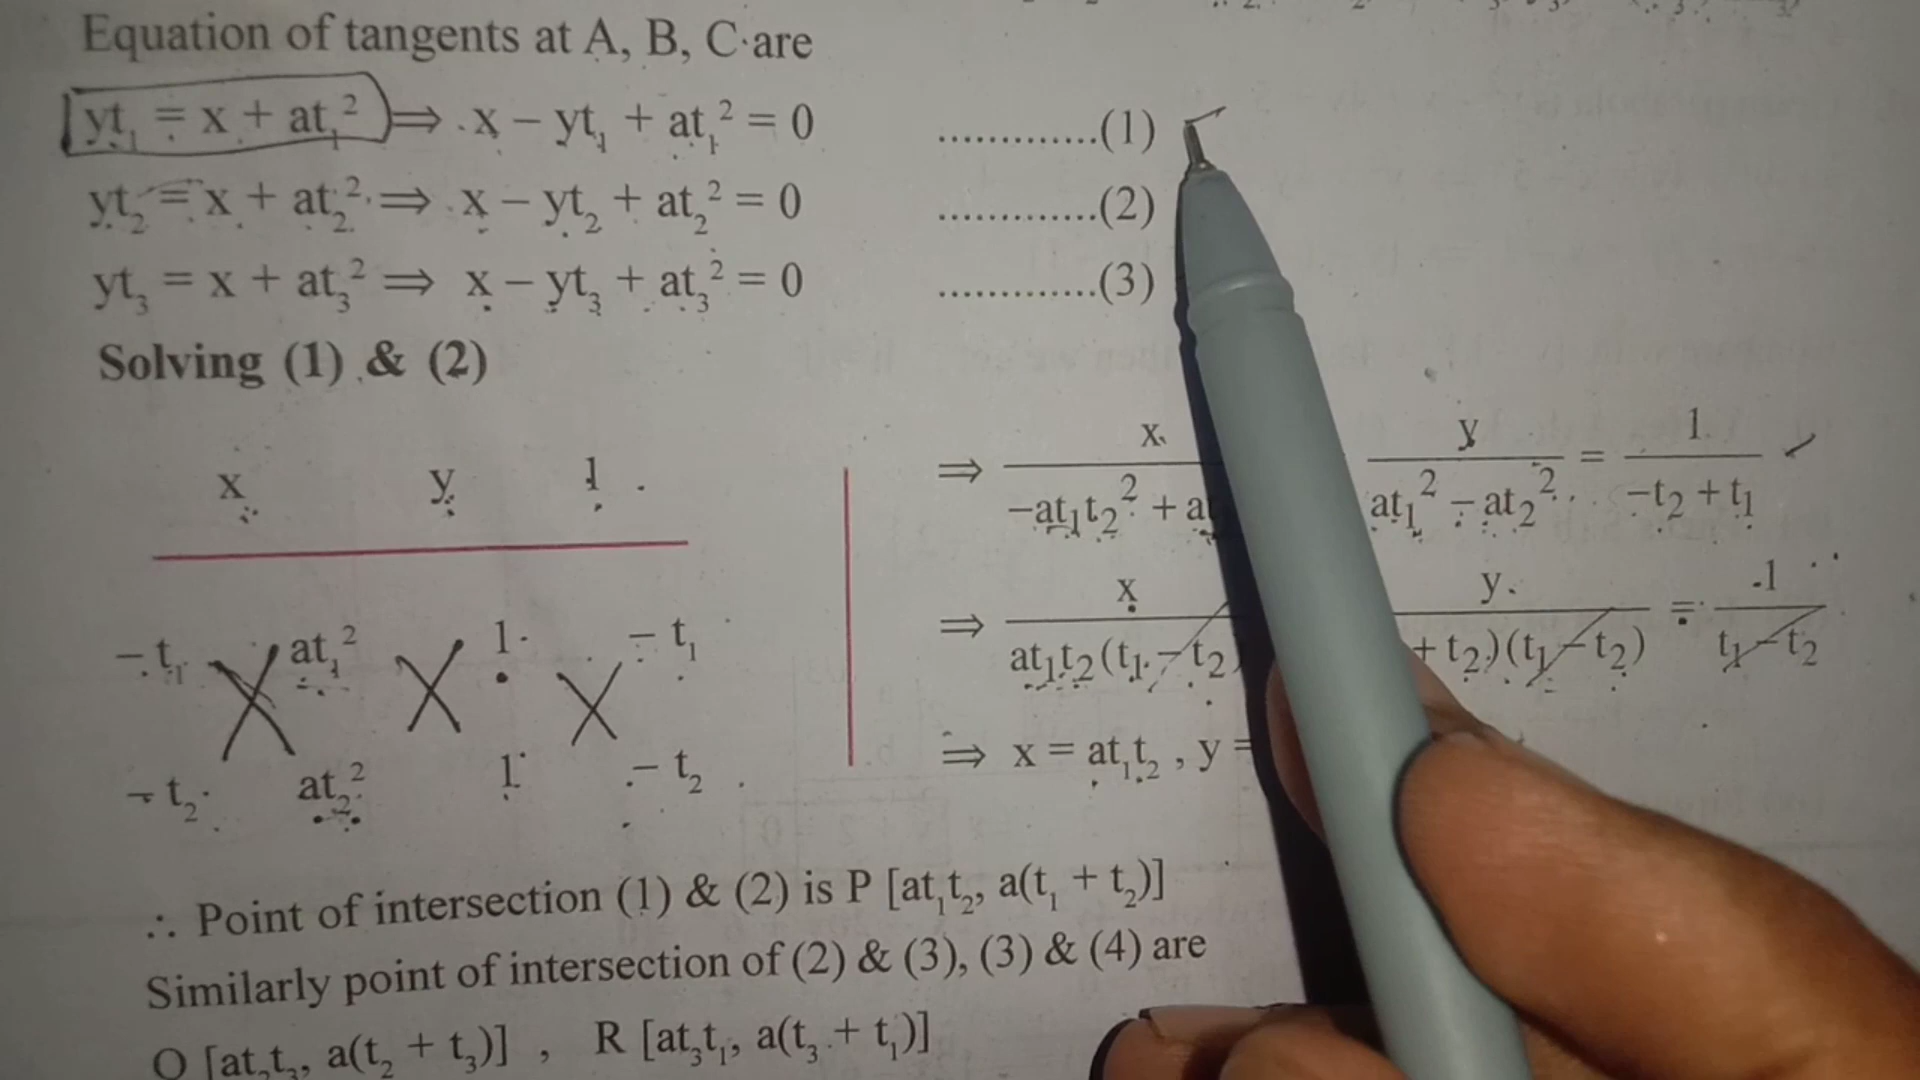 Equation of tangents at A, B, C are
yt₁ = x + at₁² ⟹ x − yt₁ + at₁² = 0 .............(1)
yt₂ = x + at₂² ⟹ x − yt₂ + at₂² = 0 .............(2)
yt₃ = x + at₃² ⟹ x − yt₃ + at₃² = 0 .............(3)
Solving (1) & (2)
x y 1
− t₁ at₁² 1 − t₁
− t₂ at₂² 1 − t₂
⟹ x / −at₁t₂² + y / at₁² − at₂² = 1 / −t₂ + t₁
⟹ x / at₁t₂(t₁ − t₂ y / + t₂)(t₁ − t₂) = 1 / t₁ − t₂
⟹ x = at₁t₂ , y =
∴ Point of intersection (1) & (2) is P [at₁t₂, a(t₁ + t₂)]
Similarly point of intersection of (2) & (3), (3) & (4) are
Q [at₂t₃, a(t₂ + t₃)] , R [at₃t₁, a(t₃ + t₁)]